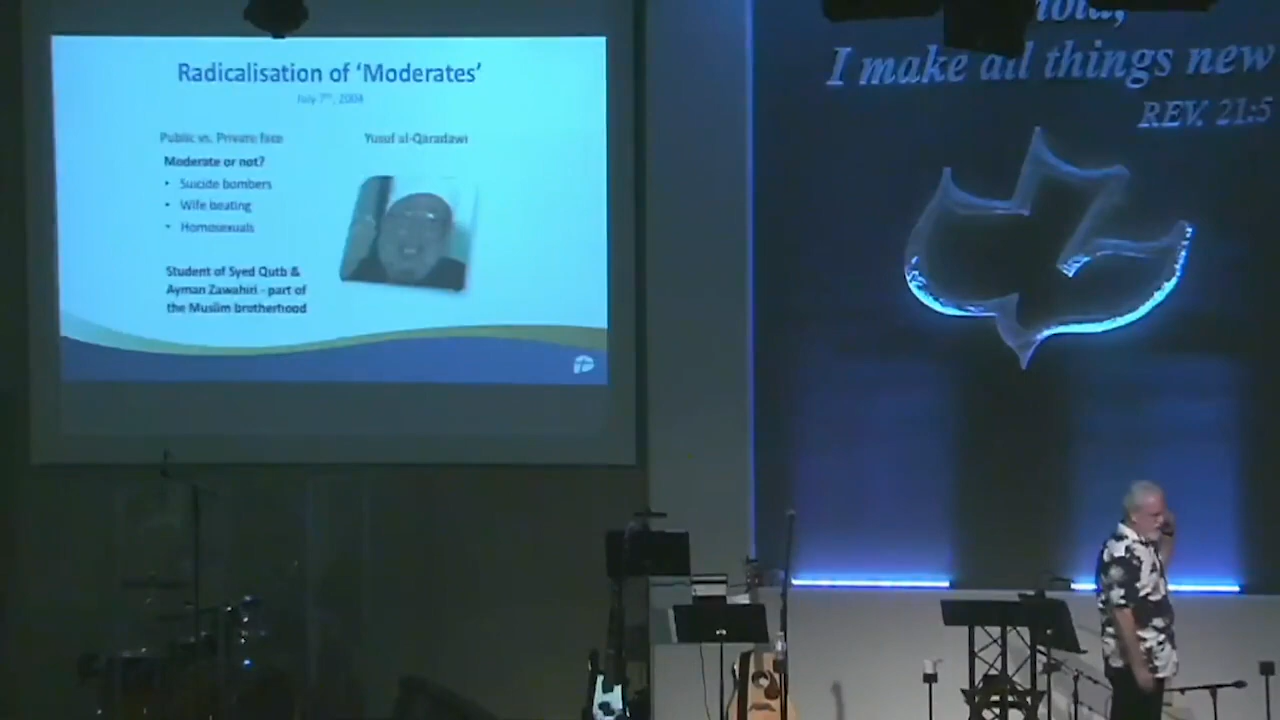 Radicalisation of ‘Moderates’
July 7th, 2004
Public vs. Private face
Yusuf al-Qaradawi
Moderate or not?
• Suicide bombers
• Wife beating
• Homosexuals
Student of Syed Qutb &
Ayman Zawahiri - part of
the Muslim brotherhood
I make all things new
REV. 21:5